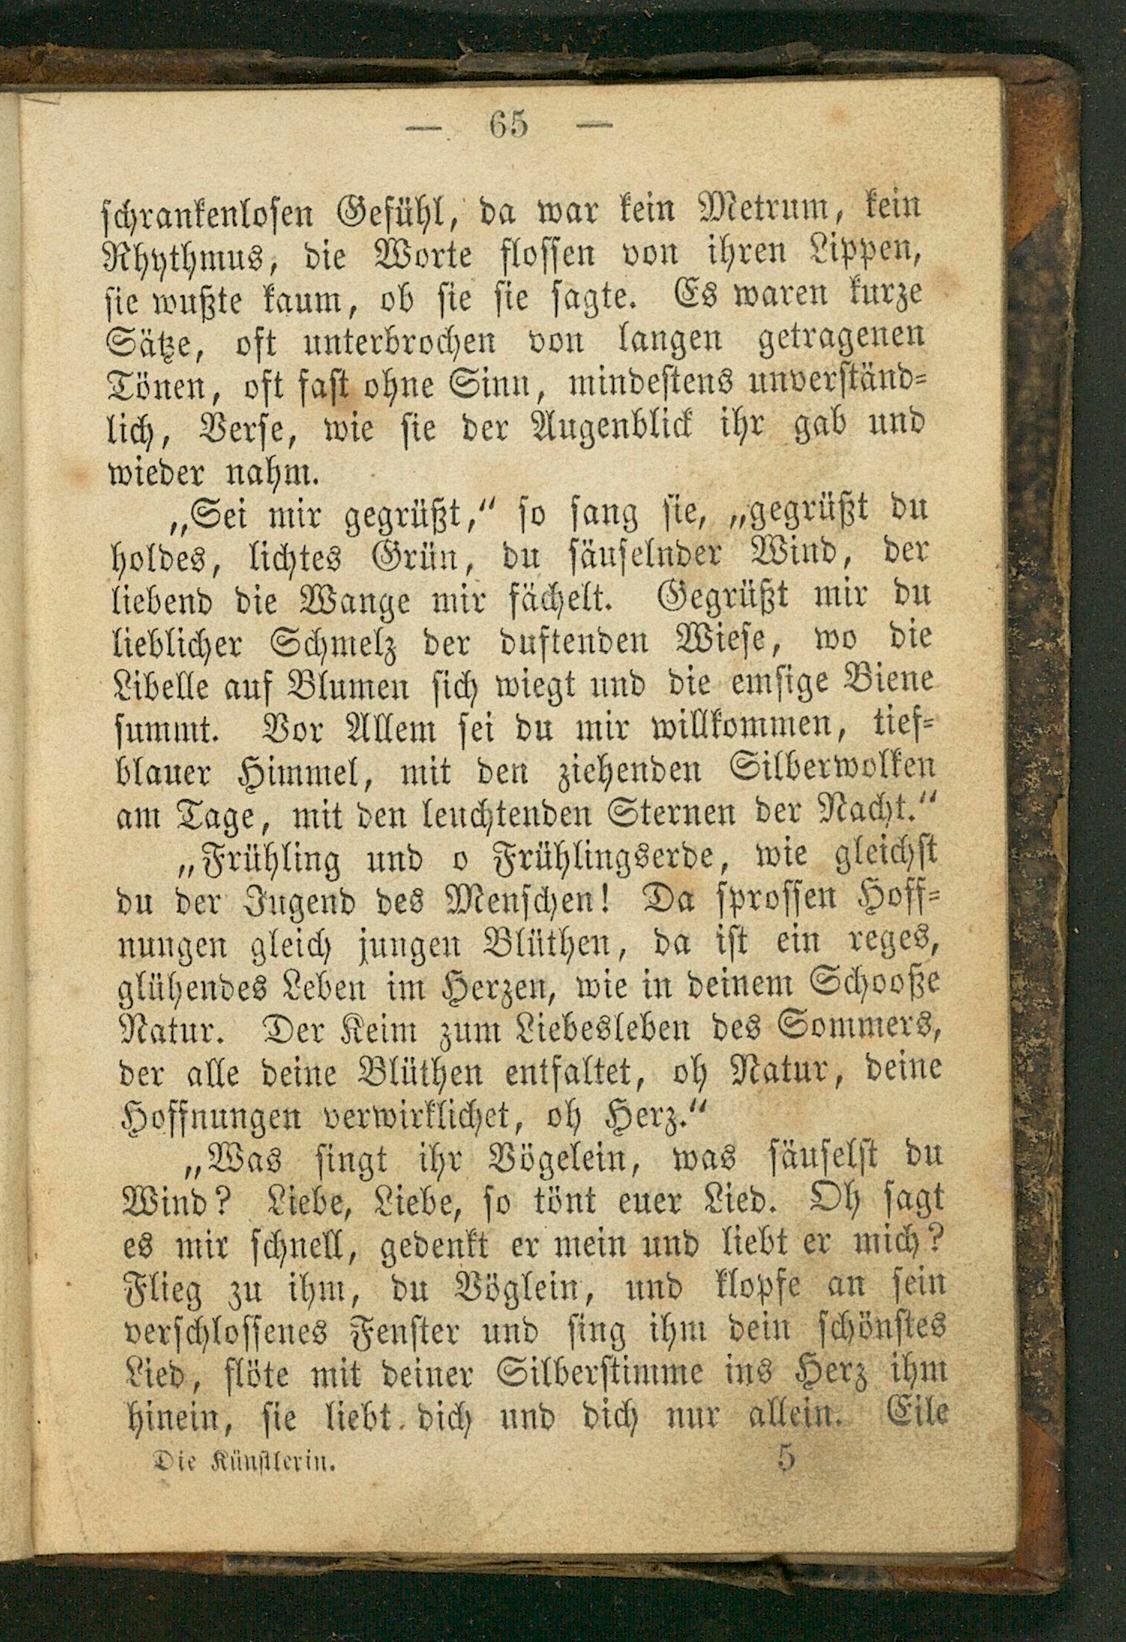 — 65 —
schrankenlosen Gefühl, da war kein Metrum, kein
Rhythmus, die Worte flossen von ihren Lippen,
sie wußte kaum, ob sie sie sagte. Es waren kurze
Sätze, oft unterbrochen von langen getragenen
Tönen, oft fast ohne Sinn, mindestens unverständ-
lich, Verse, wie sie der Augenblick ihr gab und
wieder nahm.
„Sei mir gegrüßt,“ so sang sie, „gegrüßt du
holdes, lichtes Grün, du säuselnder Wind, der
liebend die Wange mir fächelt. Gegrüßt mir du
lieblicher Schmelz der duftenden Wiese, wo die
Libelle auf Blumen sich wiegt und die emsige Biene
summt. Vor Allem sei du mir willkommen, tief-
blauer Himmel, mit den ziehenden Silberwolken
am Tage, mit den leuchtenden Sternen der Nacht.“
„Frühling und o Frühlingserde, wie gleichst
du der Jugend des Menschen! Da sprossen Hoff-
nungen gleich jungen Blüthen, da ist ein reges,
glühendes Leben im Herzen, wie in deinem Schooße
Natur. Der Keim zum Liebesleben des Sommers,
der alle deine Blüthen entfaltet, oh Natur, deine
Hoffnungen verwirklichet, oh Herz.“
„Was singt ihr Vögelein, was säuselst du
Wind? Liebe, Liebe, so tönt euer Lied. Oh sagt
es mir schnell, gedenkt er mein und liebt er mich?
Flieg zu ihm, du Vöglein, und klopfe an sein
verschlossenes Fenster und sing ihm dein schönstes
Lied, flöte mit deiner Silberstimme ins Herz ihm
hinein, sie liebt dich und dich nur allein. Eile
Die Künstlerin. 5